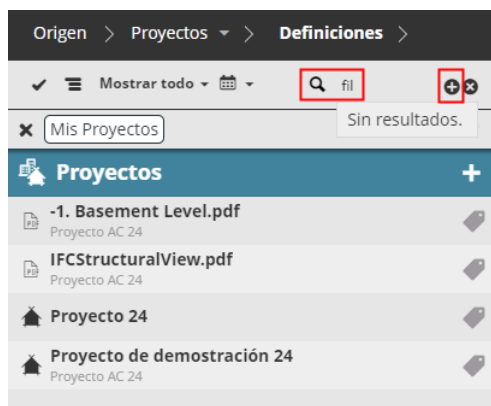 Origen > Proyectos > Definiciones >
Mostrar todo fil
Sin resultados.
Mis Proyectos
Proyectos
-1. Basement Level.pdf
Proyecto AC 24
IFCStructuralView.pdf
Proyecto AC 24
Proyecto 24
Proyecto de demostración 24
Proyecto AC 24